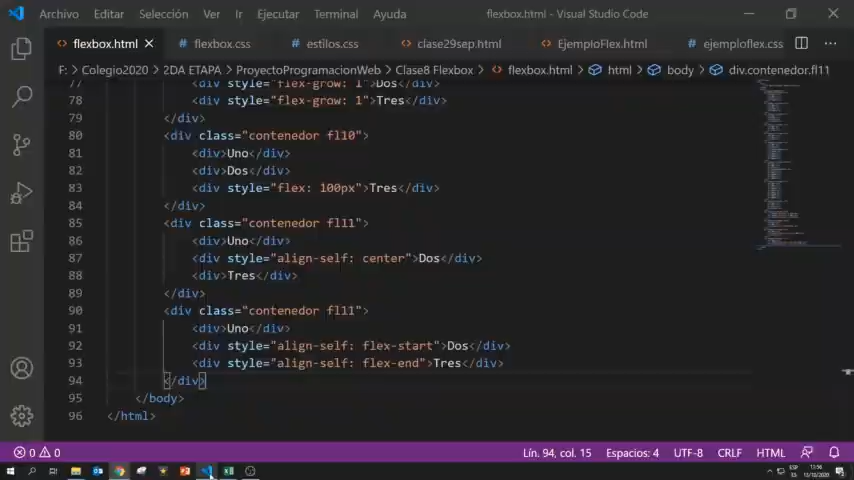 Archivo Editar Selección Ver Ir Ejecutar Terminal Ayuda flexbox.html - Visual Studio Code
flexbox.html flexbox.css estilos.css clase29sep.html EjemploFlex.html ejemploflex.css
F: > Colegio2020 > 2DA ETAPA > ProyectoProgramacionWeb > Clase8 Flexbox > flexbox.html > html > body > div.contenedor.fl11
77 <div style="flex-grow: 1">Dos</div>
78 <div style="flex-grow: 1">Tres</div>
79 </div>
80 <div class="contenedor fl10">
81 <div>Uno</div>
82 <div>Dos</div>
83 <div style="flex: 100px">Tres</div>
84 </div>
85 <div class="contenedor fl11">
86 <div>Uno</div>
87 <div style="align-self: center">Dos</div>
88 <div>Tres</div>
89 </div>
90 <div class="contenedor fl11">
91 <div>Uno</div>
92 <div style="align-self: flex-start">Dos</div>
93 <div style="align-self: flex-end">Tres</div>
94 </div>
95 </body>
96 </html>
0 0 Lín. 94, col. 15 Espacios: 4 UTF-8 CRLF HTML
ESP 13:56
13/10/2020